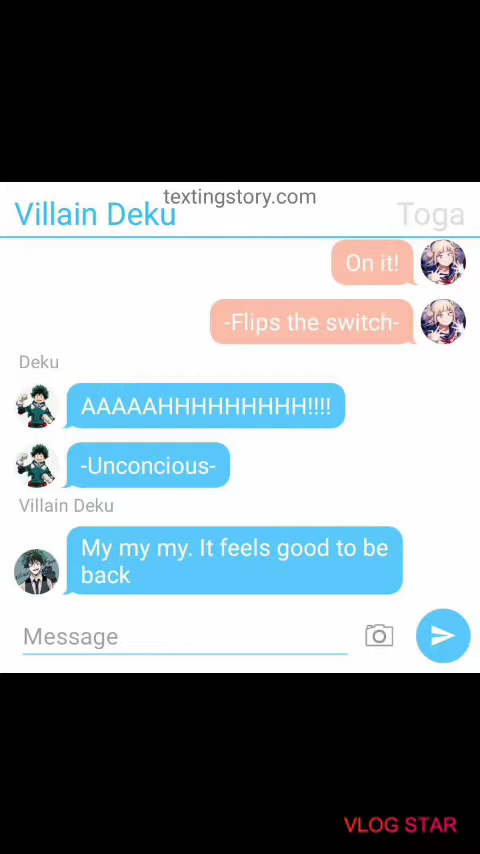 textingstory.com
Villain Deku
Toga
On it!
-Flips the switch-
Deku
AAAAAHHHHHHHHH!!!!
-Unconcious-
Villain Deku
My my my. It feels good to be
back
Message
VLOG STAR